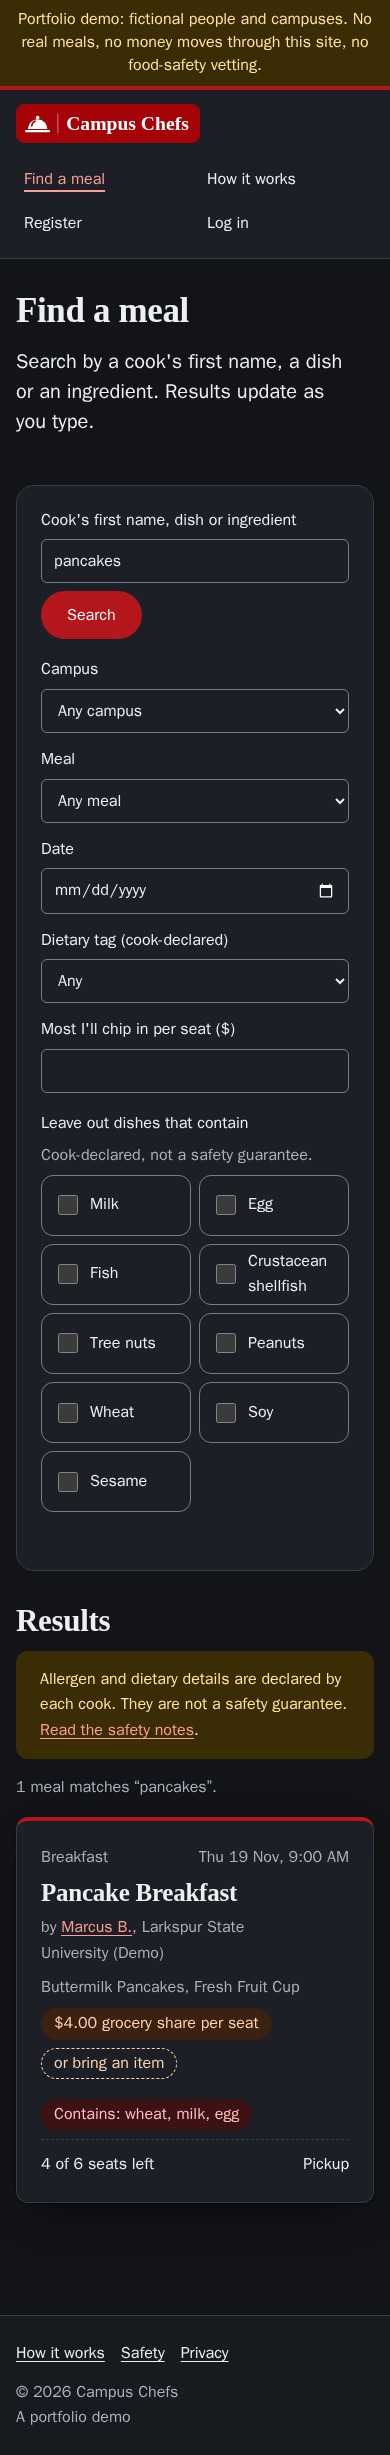 Portfolio demo: fictional people and campuses. No
real meals, no money moves through this site, no
food-safety vetting.
Campus Chefs
Find a meal
How it works
Register
Log in
Find a meal
Search by a cook's first name, a dish
or an ingredient. Results update as
you type.
Cook's first name, dish or ingredient
pancakes
Search
Campus
Any campus
Meal
Any meal
Date
mm/dd/yyyy
Dietary tag (cook-declared)
Any
Most I'll chip in per seat ($)
Leave out dishes that contain
Cook-declared, not a safety guarantee.
Milk
Egg
Fish
Crustacean
shellfish
Tree nuts
Peanuts
Wheat
Soy
Sesame
Results
Allergen and dietary details are declared by
each cook. They are not a safety guarantee.
Read the safety notes.
1 meal matches “pancakes”.
Breakfast
Thu 19 Nov, 9:00 AM
Pancake Breakfast
by Marcus B., Larkspur State
University (Demo)
Buttermilk Pancakes, Fresh Fruit Cup
$4.00 grocery share per seat
or bring an item
Contains: wheat, milk, egg
4 of 6 seats left
Pickup
How it works
Safety
Privacy
© 2026 Campus Chefs
A portfolio demo